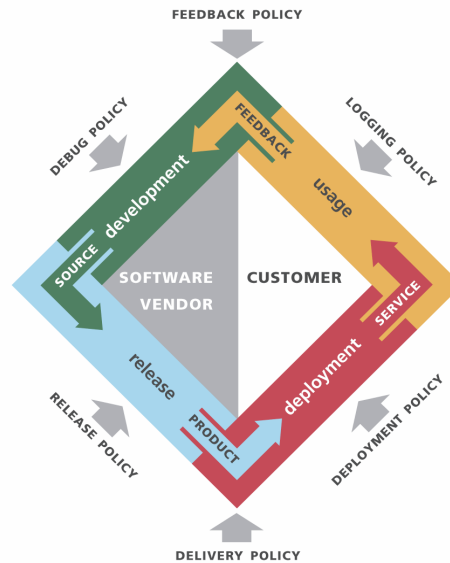 FEEDBACK POLICY
DEBUG POLICY
LOGGING POLICY
FEEDBACK
development
usage
SOURCE
SOFTWARE
VENDOR
CUSTOMER
SERVICE
release
deployment
PRODUCT
RELEASE POLICY
DEPLOYMENT POLICY
DELIVERY POLICY